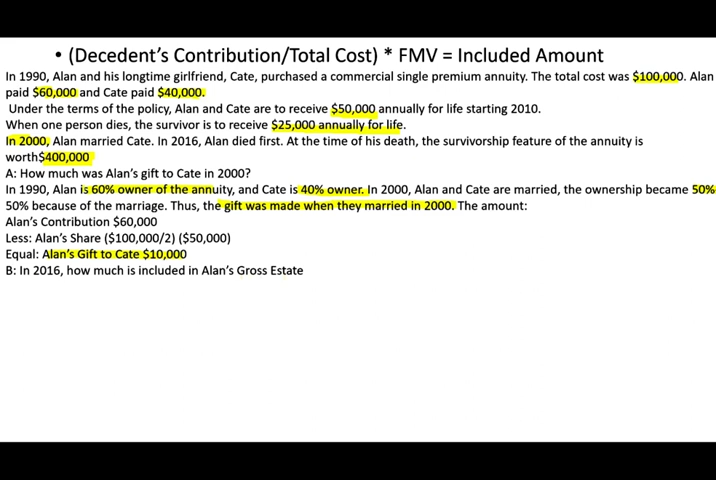 • (Decedent's Contribution/Total Cost) * FMV = Included Amount
In 1990, Alan and his longtime girlfriend, Cate, purchased a commercial single premium annuity. The total cost was $100,000. Alan
paid $60,000 and Cate paid $40,000.
Under the terms of the policy, Alan and Cate are to receive $50,000 annually for life starting 2010.
When one person dies, the survivor is to receive $25,000 annually for life.
In 2000, Alan married Cate. In 2016, Alan died first. At the time of his death, the survivorship feature of the annuity is
worth$400,000
A: How much was Alan's gift to Cate in 2000?
In 1990, Alan is 60% owner of the annuity, and Cate is 40% owner. In 2000, Alan and Cate are married, the ownership became 50%
50% because of the marriage. Thus, the gift was made when they married in 2000. The amount:
Alan's Contribution $60,000
Less: Alan's Share ($100,000/2) ($50,000)
Equal: Alan's Gift to Cate $10,000
B: In 2016, how much is included in Alan's Gross Estate